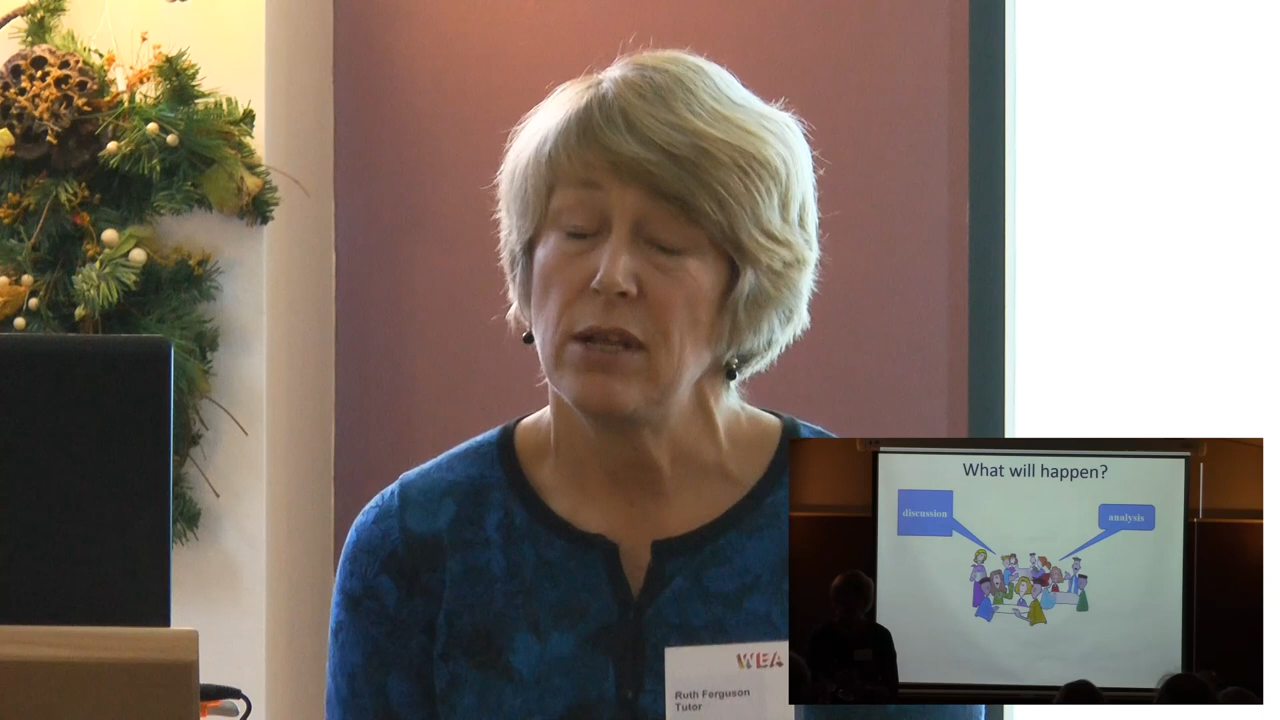 WEA
Ruth Ferguson
Tutor
What will happen?
discussion
analysis